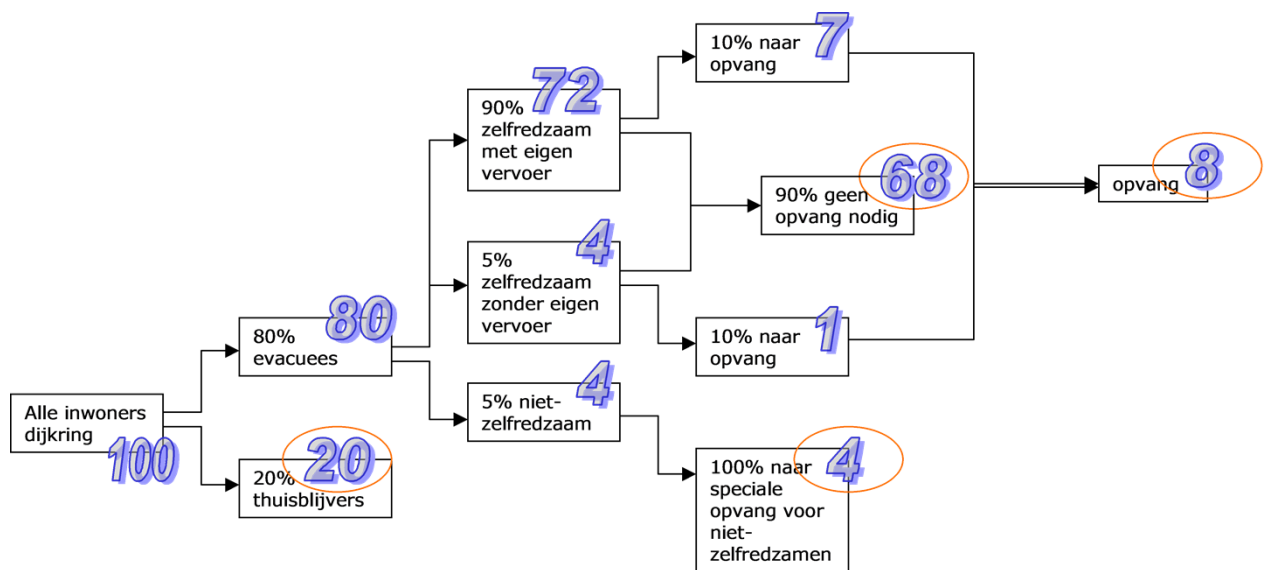 Alle inwoners
dijkring
100
80%
evacuees
80
20%
thuisblijvers
20
90%
zelfredzaam
met eigen
vervoer
72
5%
zelfredzaam
zonder eigen
vervoer
4
5% niet-
zelfredzaam
4
10% naar
opvang
7
90% geen
opvang nodig
68
10% naar
opvang
1
100% naar
speciale
opvang voor
niet-
zelfredzamen
4
opvang
8